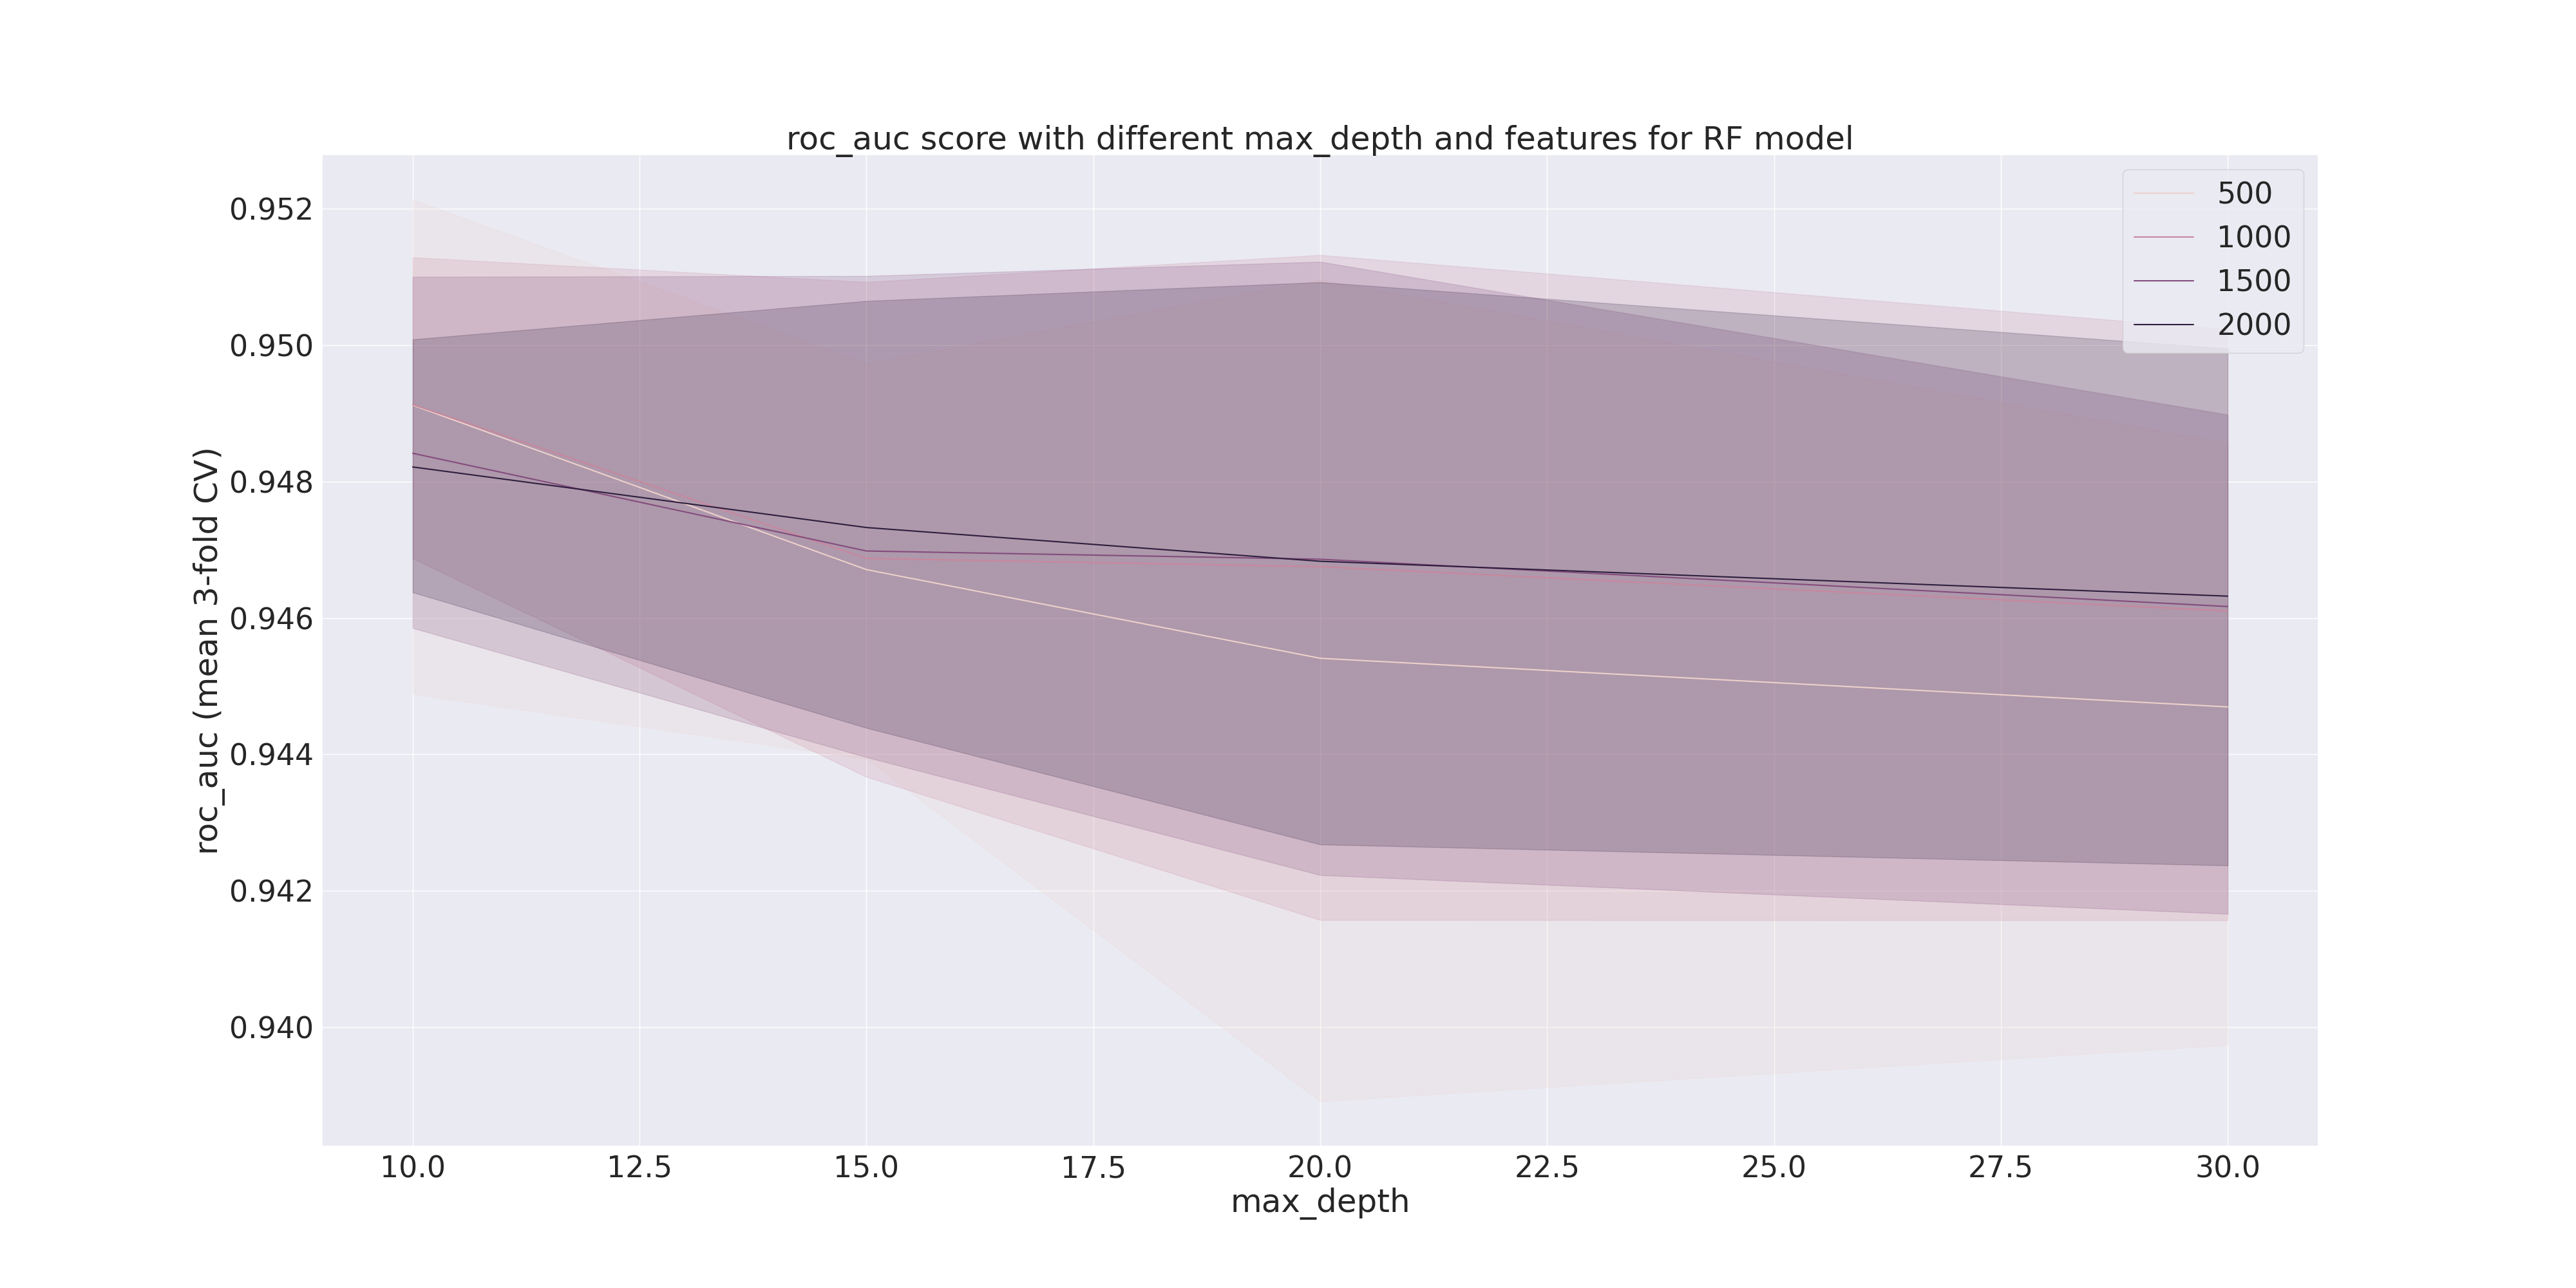 roc_auc score with different max_depth and features for RF model
500
1000
1500
2000
roc_auc (mean 3-fold CV)
0.952
0.950
0.948
0.946
0.944
0.942
0.940
10.0 12.5 15.0 17.5 20.0 22.5 25.0 27.5 30.0
max_depth